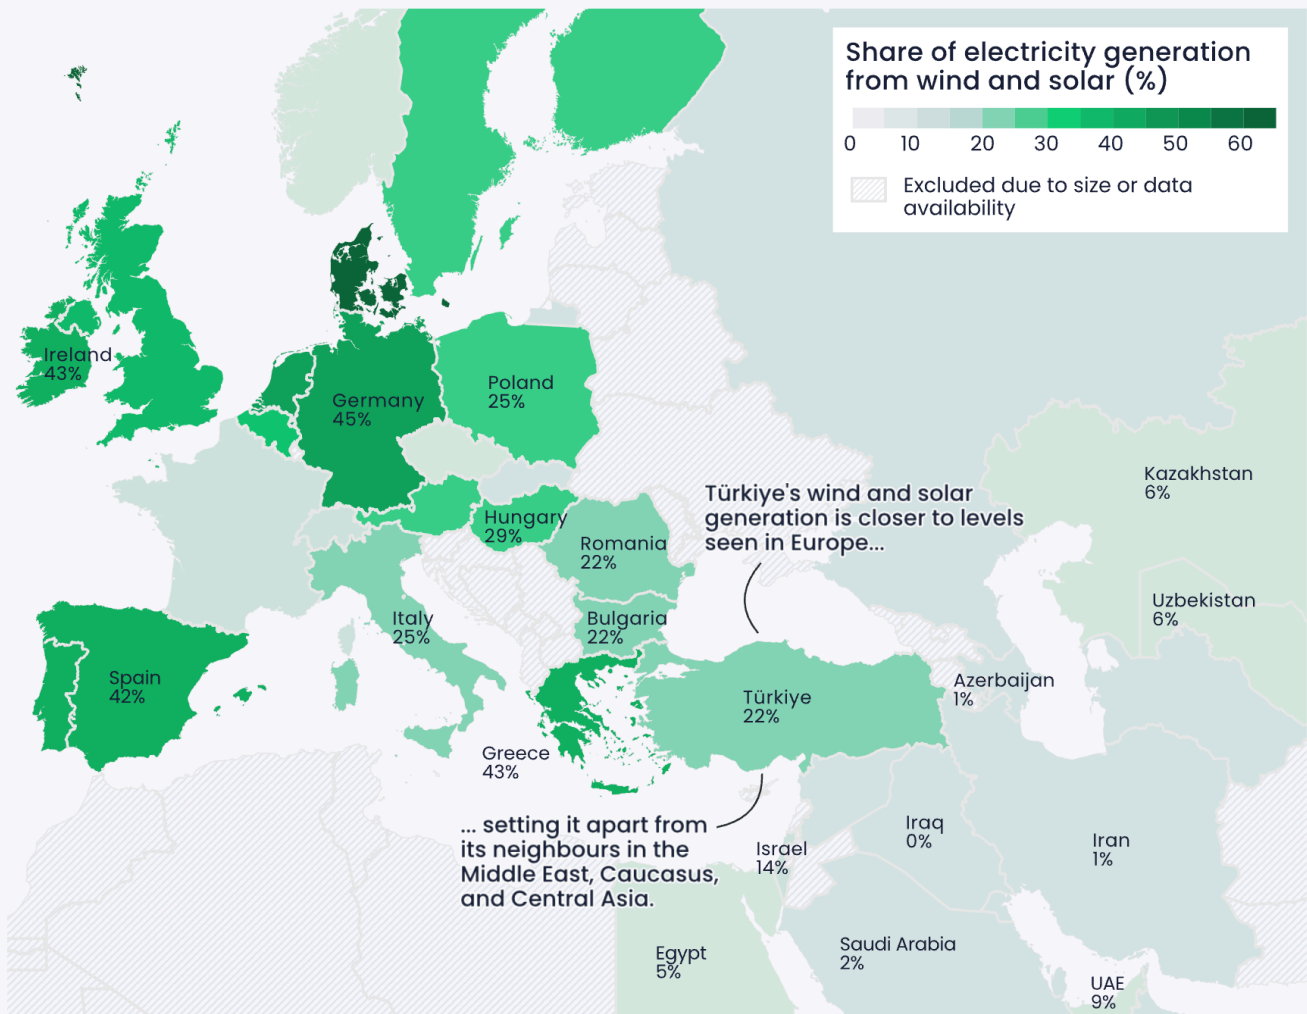 Share of electricity generation
from wind and solar (%)
0 10 20 30 40 50 60
Excluded due to size or data
availability
Ireland
43%
Germany
45%
Poland
25%
Kazakhstan
6%
Türkiye's wind and solar
generation is closer to levels
seen in Europe...
Hungary
29%
Romania
22%
Uzbekistan
6%
Italy
25%
Bulgaria
22%
Spain
42%
Azerbaijan
1%
Türkiye
22%
Greece
43%
... setting it apart from
its neighbours in the
Middle East, Caucasus,
and Central Asia.
Israel
14%
Iraq
0%
Iran
1%
Egypt
5%
Saudi Arabia
2%
UAE
9%